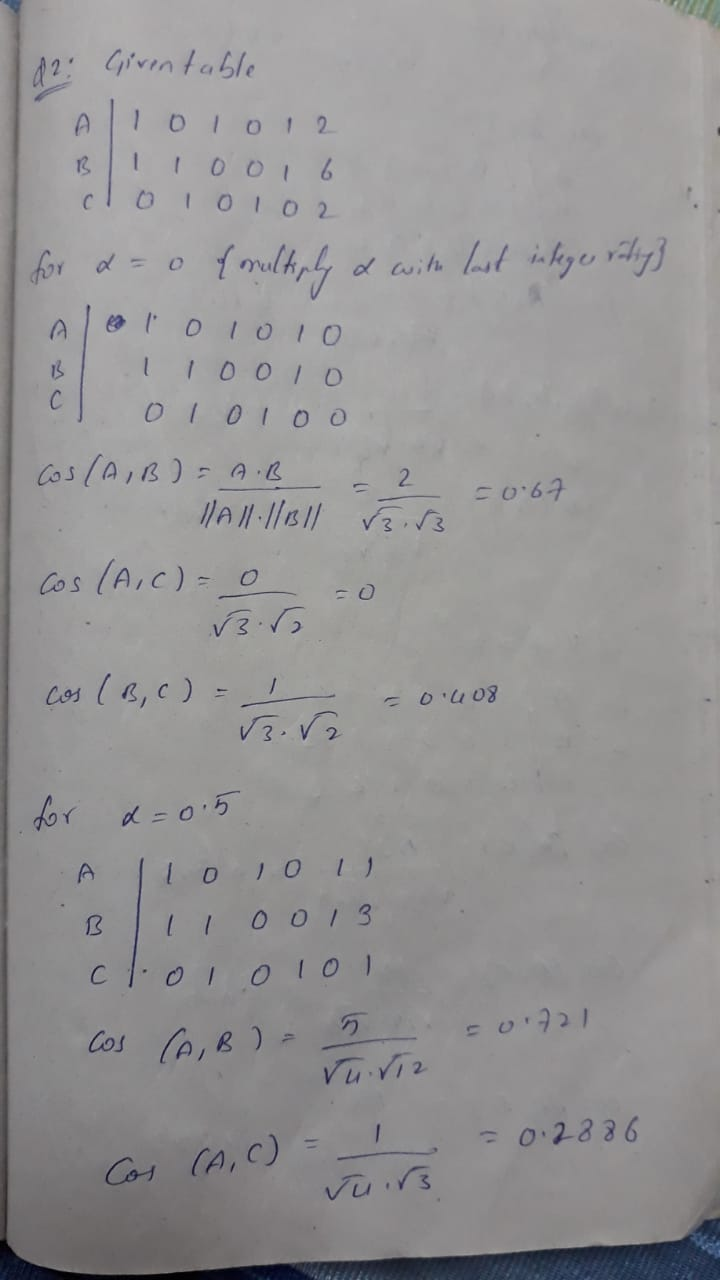 Q2: Given table
A | 1 0 1 0 1 2
B | 1 1 0 0 1 6
C | 0 1 0 1 0 2
for α = 0 { multiply α with last integer }
A | 1 0 1 0 1 0
B | 1 1 0 0 1 0
C | 0 1 0 1 0 0
Cos (A, B) = A·B / ||A||·||B|| = 2 / √3·√3 = 0·67
Cos (A, C) = 0 / √3·√2 = 0
Cos (B, C) = 1 / √3·√2 = 0·408
for α = 0·5
A | 1 0 1 0 1 1
B | 1 1 0 0 1 3
C | 0 1 0 1 0 1
Cos (A, B) = 5 / √4·√12 = 0·721
Cos (A, C) = 1 / √4·√3 = 0·2886